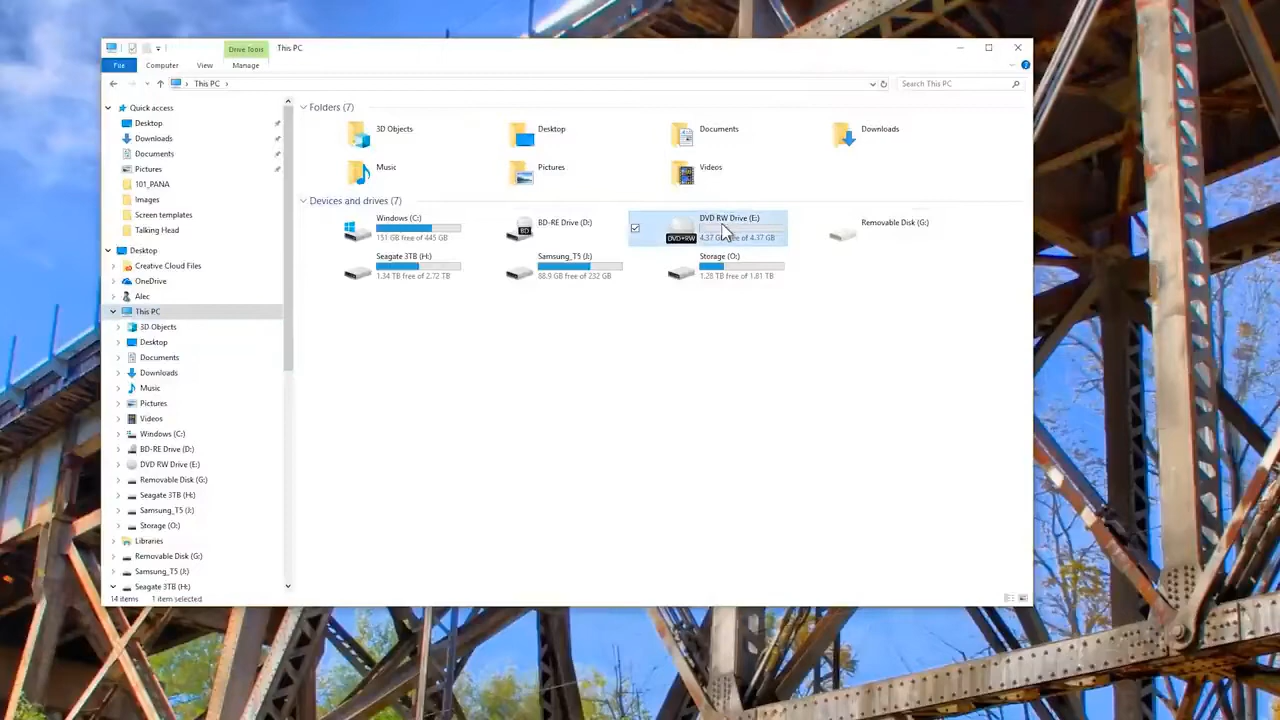 Drive Tools
This PC
File
Computer
View
Manage
This PC
Search This PC
Quick access
Desktop
Downloads
Documents
Pictures
101_PANA
Images
Screen templates
Talking Head
Desktop
Creative Cloud Files
OneDrive
Alec
This PC
3D Objects
Desktop
Documents
Downloads
Music
Pictures
Videos
Windows (C:)
BD-RE Drive (D:)
DVD RW Drive (E:)
Removable Disk (G:)
Seagate 3TB (H:)
Samsung_T5 (J:)
Storage (O:)
Libraries
Removable Disk (G:)
Samsung_T5 (J:)
Seagate 3TB (H:)
Folders (7)
3D Objects
Desktop
Documents
Downloads
Music
Pictures
Videos
Devices and drives (7)
Windows (C:)
151 GB free of 445 GB
BD
BD-RE Drive (D:)
DVD RW Drive (E:)
DVD+RW
4.37 GB free of 4.37 GB
Removable Disk (G:)
Seagate 3TB (H:)
1.34 TB free of 2.72 TB
Samsung_T5 (J:)
88.9 GB free of 232 GB
Storage (O:)
1.28 TB free of 1.81 TB
14 items
1 item selected